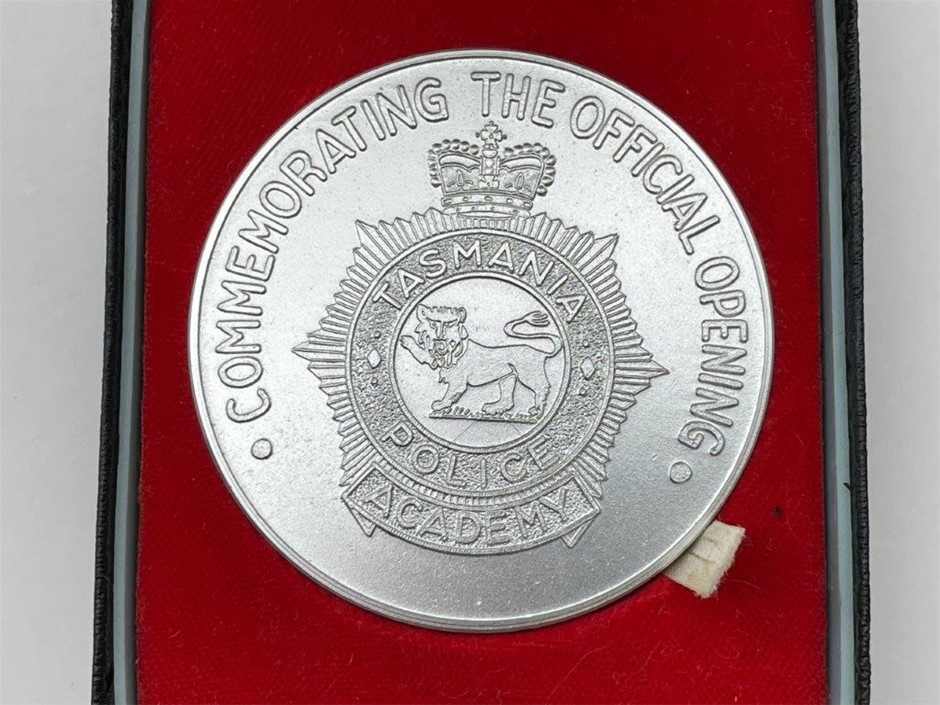 COMMEMORATING THE OFFICIAL OPENING
TASMANIA
POLICE
ACADEMY